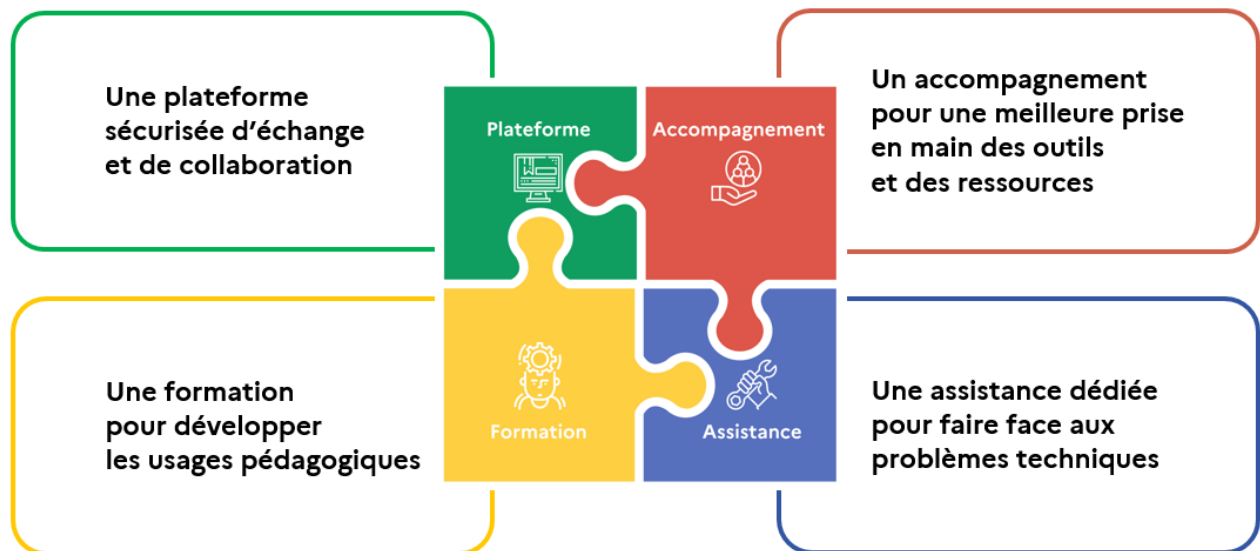 Une plateforme
sécurisée d’échange
et de collaboration
Plateforme
Accompagnement
Un accompagnement
pour une meilleure prise
en main des outils
et des ressources
Une formation
pour développer
les usages pédagogiques
Formation
Assistance
Une assistance dédiée
pour faire face aux
problèmes techniques